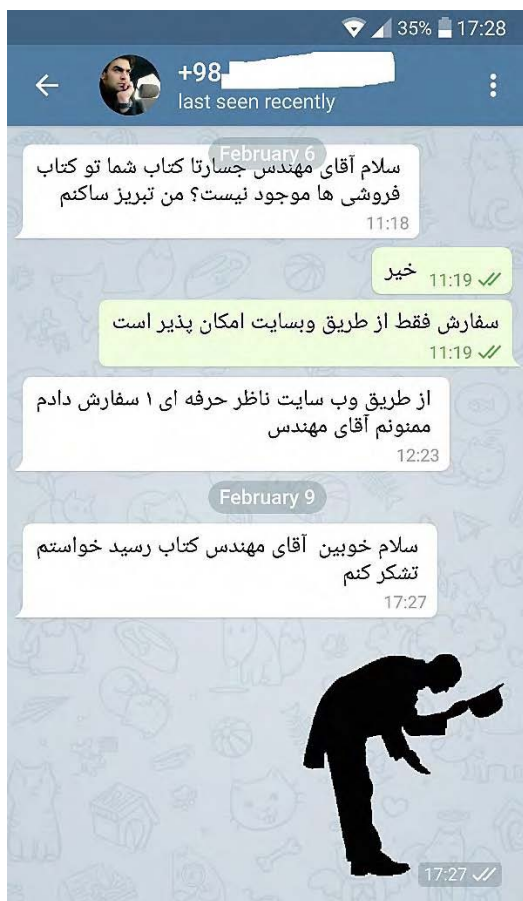 35% 17:28
+98
last seen recently
February 6
سلام آقای مهندس جسارتا کتاب شما تو کتاب
فروشی ها موجود نیست؟ من تبریز ساکنم
11:18
خیر
11:19
سفارش فقط از طریق وبسایت امکان پذیر است
11:19
از طریق وب سایت ناظر حرفه ای ۱ سفارش دادم
ممنونم آقای مهندس
12:23
February 9
سلام خوبین آقای مهندس کتاب رسید خواستم
تشکر کنم
17:27
17:27